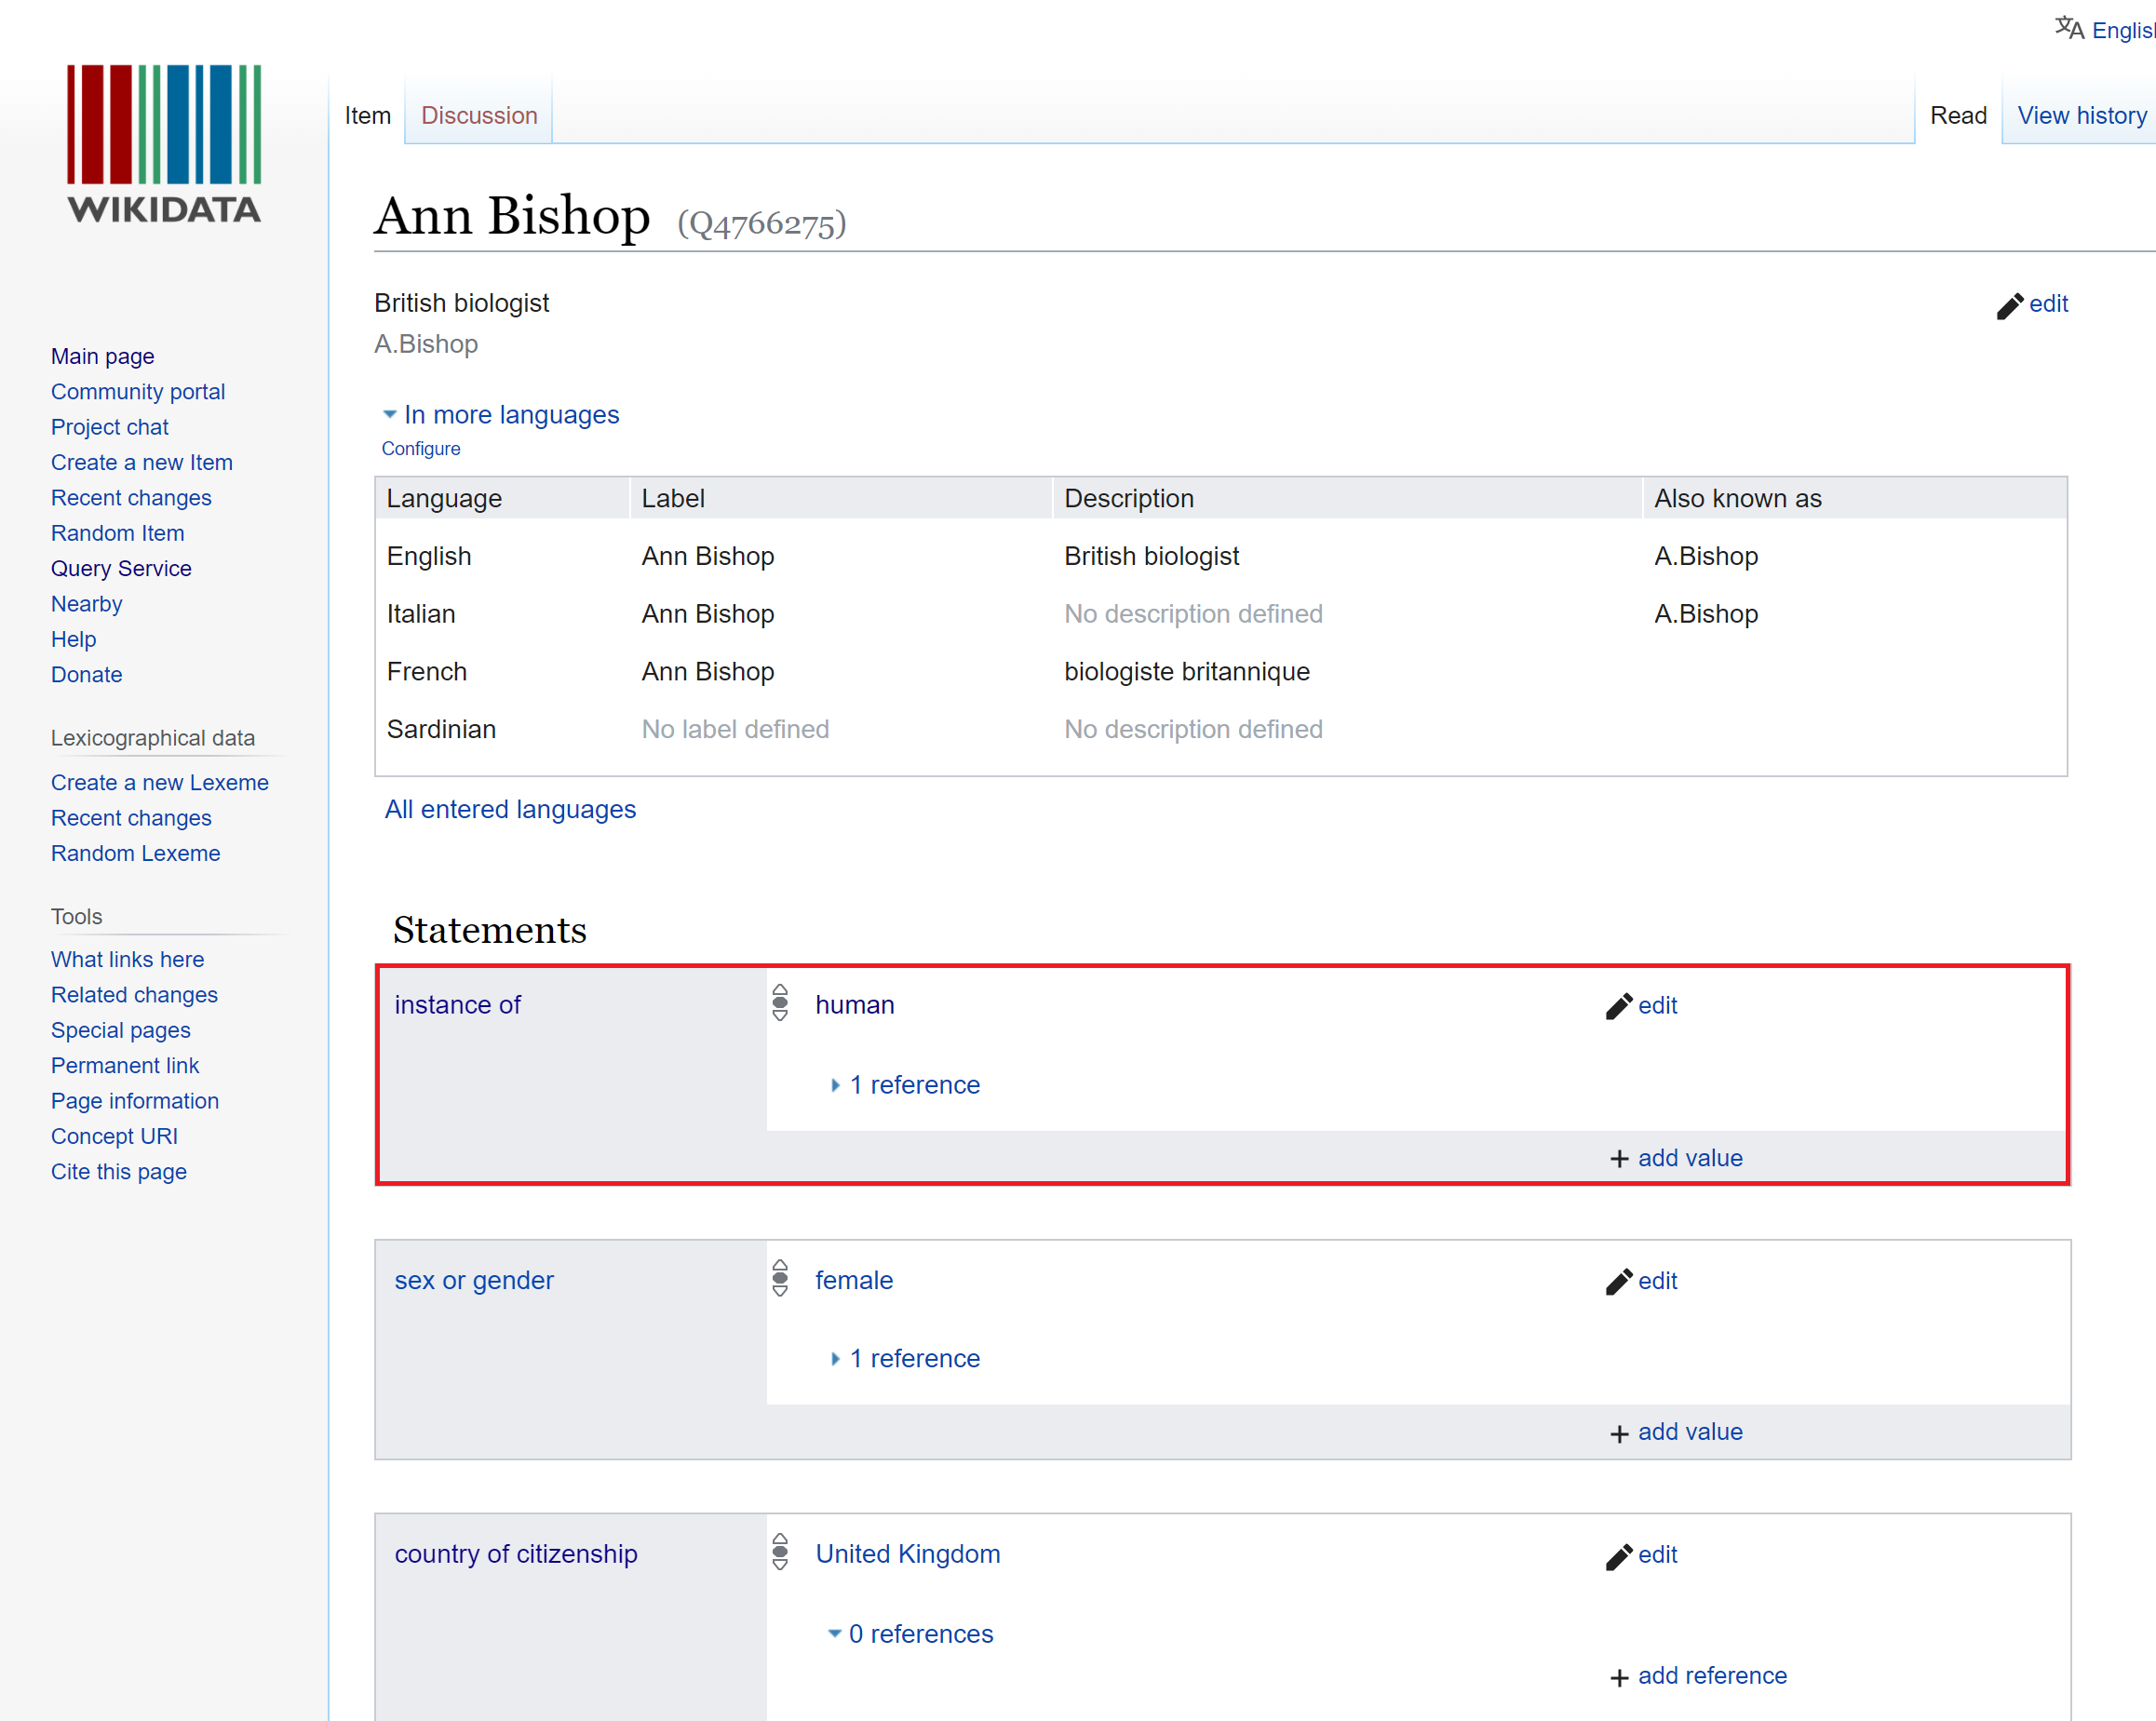 English
WIKIDATA
Item Discussion Read View history
Ann Bishop (Q4766275)
British biologist edit
A.Bishop
In more languages
Configure
Language Label Description Also known as
English Ann Bishop British biologist A.Bishop
Italian Ann Bishop No description defined A.Bishop
French Ann Bishop biologiste britannique
Sardinian No label defined No description defined
All entered languages
Main page
Community portal
Project chat
Create a new Item
Recent changes
Random Item
Query Service
Nearby
Help
Donate
Lexicographical data
Create a new Lexeme
Recent changes
Random Lexeme
Tools
What links here
Related changes
Special pages
Permanent link
Page information
Concept URI
Cite this page
Statements
instance of human edit
1 reference
+ add value
sex or gender female edit
1 reference
+ add value
country of citizenship United Kingdom edit
0 references
+ add reference